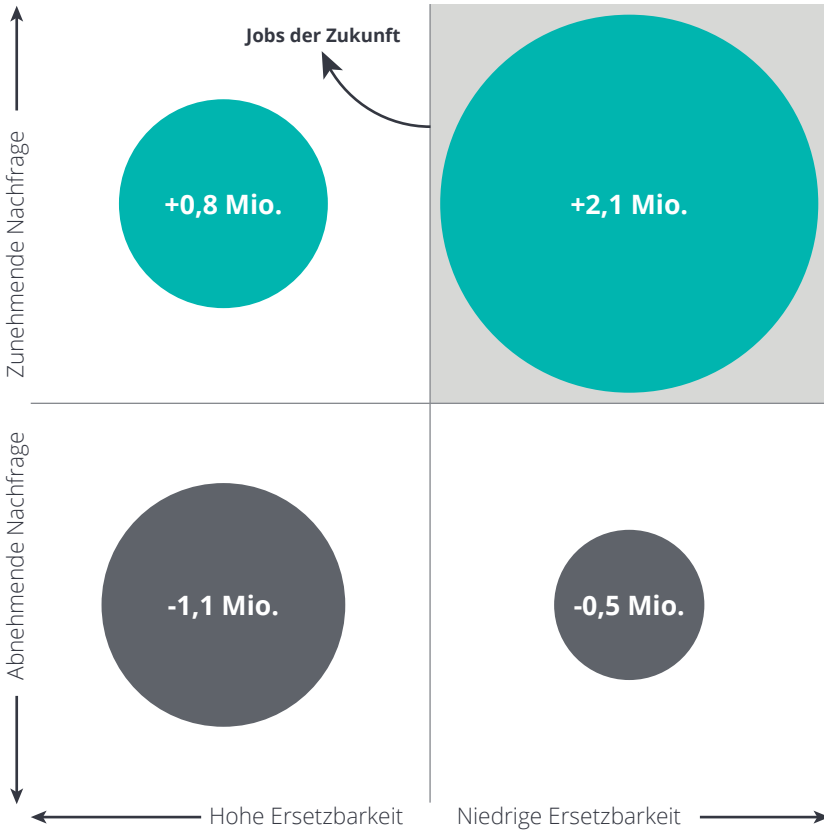 Jobs der Zukunft
Zunehmende Nachfrage
+0,8 Mio.
+2,1 Mio.
Abnehmende Nachfrage
-1,1 Mio.
-0,5 Mio.
Hohe Ersetzbarkeit
Niedrige Ersetzbarkeit